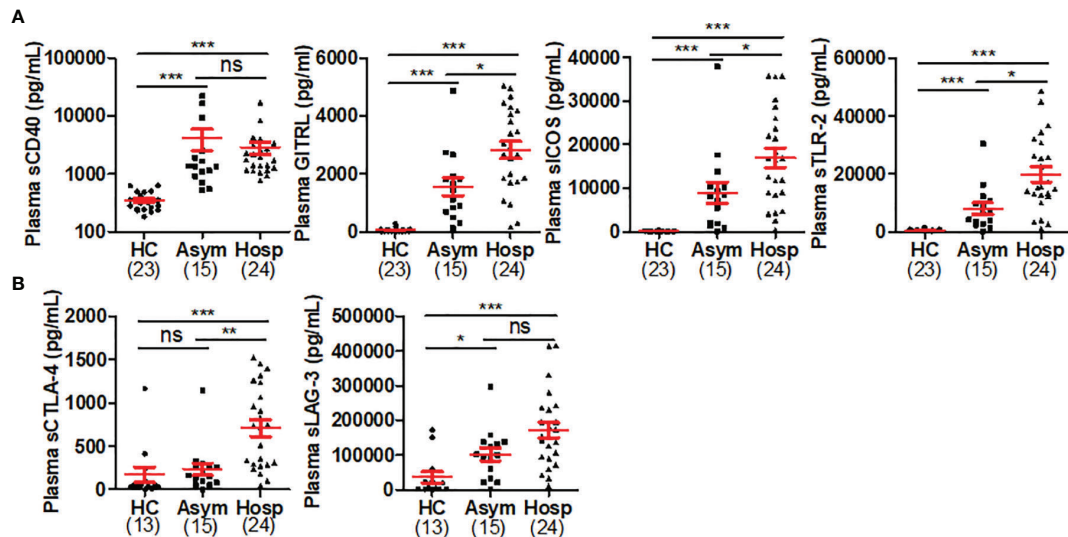 A
Plasma sCD40 (pg/mL)
100000
10000
1000
100
***
***
ns
HC Asym Hosp
(23) (15) (24)
Plasma GITRL (pg/mL)
6000
4000
2000
0
***
***
*
HC Asym Hosp
(23) (15) (24)
Plasma sICOS (pg/mL)
40000
30000
20000
10000
0
***
***
*
HC Asym Hosp
(23) (15) (24)
Plasma sTLR-2 (pg/mL)
60000
40000
20000
0
***
***
*
HC Asym Hosp
(23) (15) (24)
B
Plasma sCTLA-4 (pg/mL)
2000
1500
1000
500
0
***
ns
**
HC Asym Hosp
(13) (15) (24)
Plasma sLAG-3 (pg/mL)
500000
400000
300000
200000
100000
0
***
*
ns
HC Asym Hosp
(13) (15) (24)